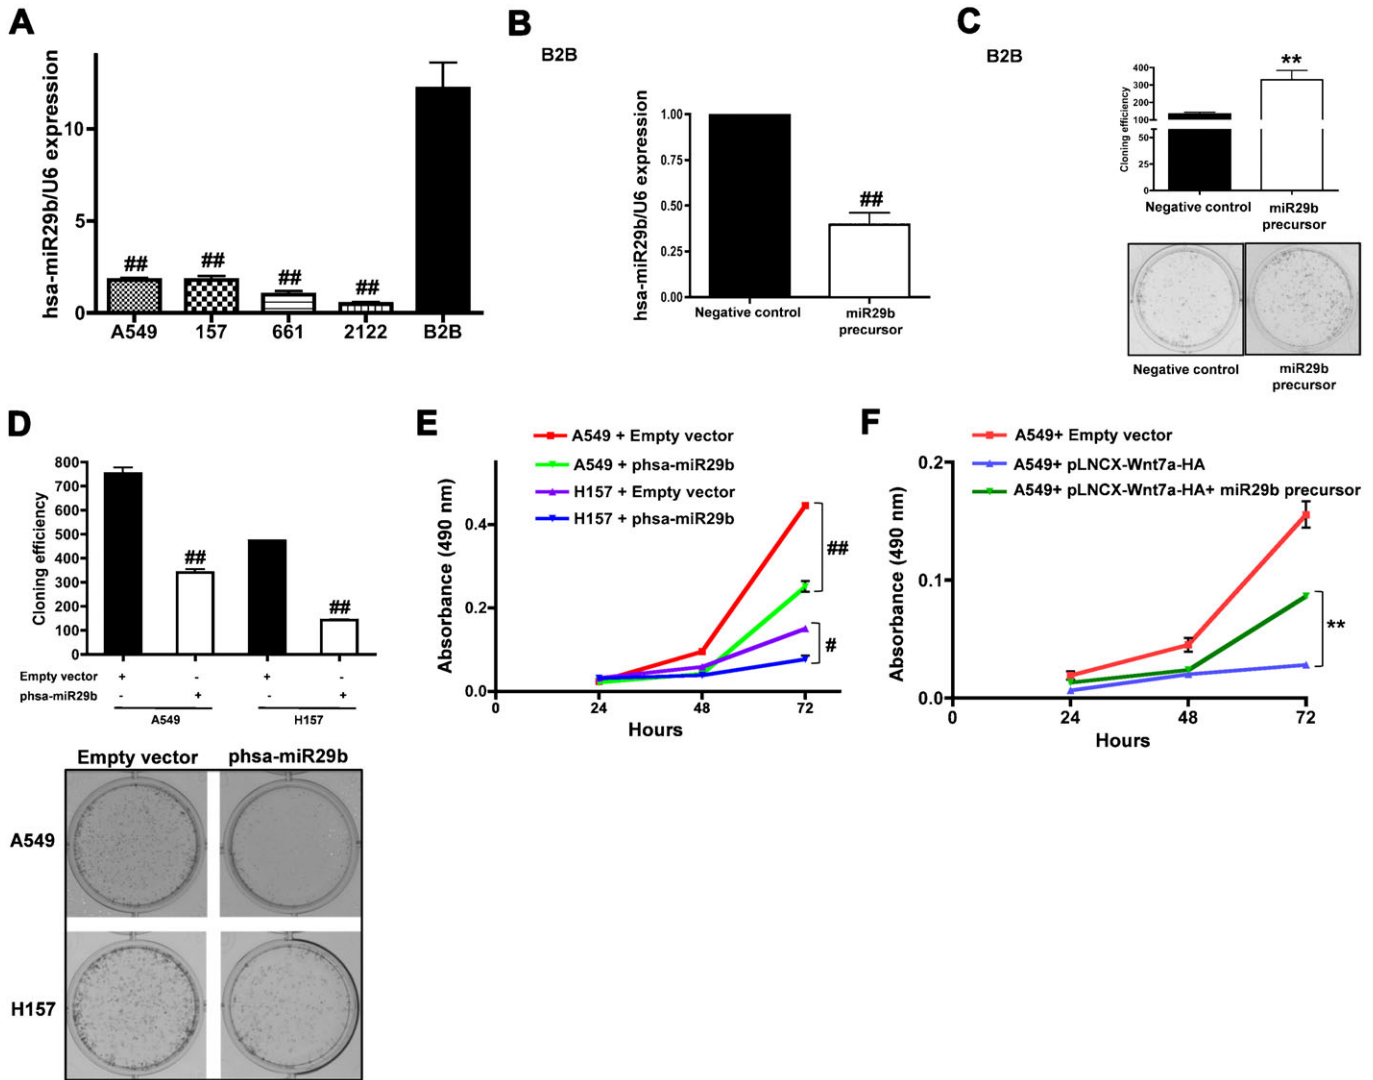 A
hsa-miR29b/U6 expression
10
5
0
##
##
##
##
A549
157
661
2122
B2B
B
B2B
hsa-miR29b/U6 expression
1.00
0.75
0.50
0.25
0.00
##
Negative control
miR29b
precursor
C
B2B
Cloning efficiency
400
300
200
100
50
25
0
**
Negative control
miR29b
precursor
Negative control
miR29b
precursor
D
Cloning efficiency
800
700
600
500
400
300
200
100
0
##
##
Empty vector + - + -
phsa-miR29b - + - +
A549
H157
Empty vector
phsa-miR29b
A549
H157
E
A549 + Empty vector
A549 + phsa-miR29b
H157 + Empty vector
H157 + phsa-miR29b
Absorbance (490 nm)
0.4
0.2
0.0
##
#
0
24
48
72
Hours
F
A549+ Empty vector
A549+ pLNCX-Wnt7a-HA
A549+ pLNCX-Wnt7a-HA+ miR29b precursor
Absorbance (490 nm)
0.2
0.1
0.0
**
0
24
48
72
Hours